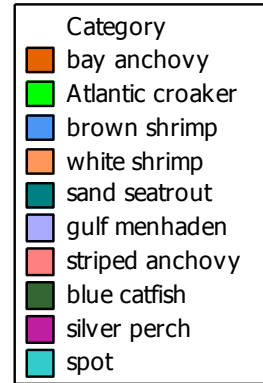 Category
bay anchovy
Atlantic croaker
brown shrimp
white shrimp
sand seatrout
gulf menhaden
striped anchovy
blue catfish
silver perch
spot